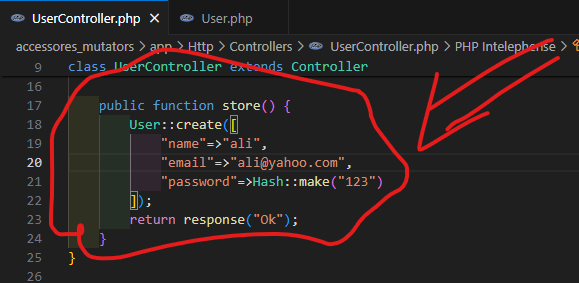 UserController.php X User.php
accessores_mutators > app > Http > Controllers > UserController.php > PHP Intelephense >
9 class UserController extends Controller
16
17 public function store() {
18 User::create([
19 "name"=>"ali",
20 "email"=>"ali@yahoo.com",
21 "password"=>Hash::make("123")
22 ]);
23 return response("Ok");
24 }
25 }
26